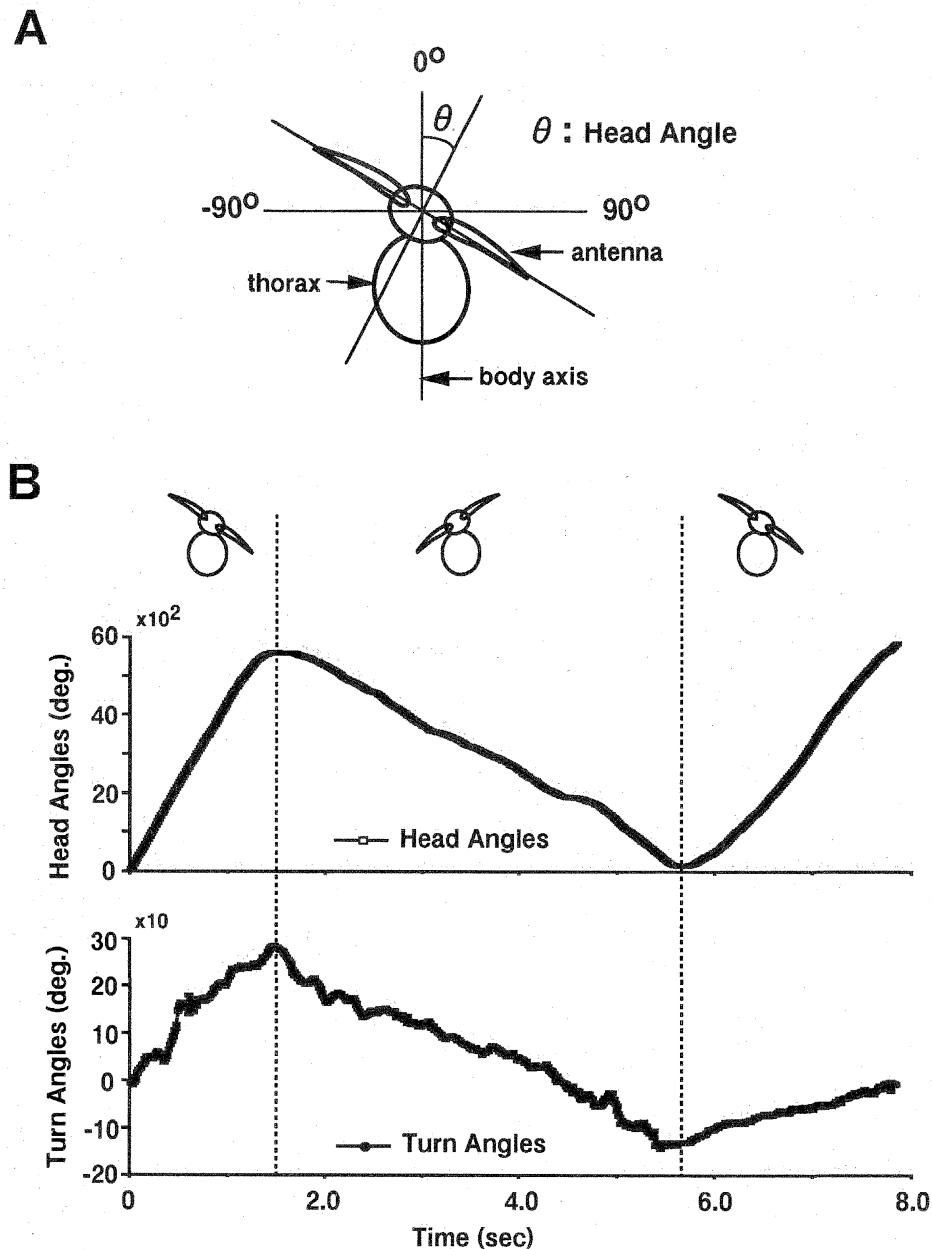 A
0°
θ
θ : Head Angle
-90°
90°
antenna
thorax
body axis
B
x10²
60
40
20
0
Head Angles (deg.)
Head Angles
x10
30
20
10
0
-10
-20
Turn Angles (deg.)
Turn Angles
0
2.0
4.0
6.0
8.0
Time (sec)